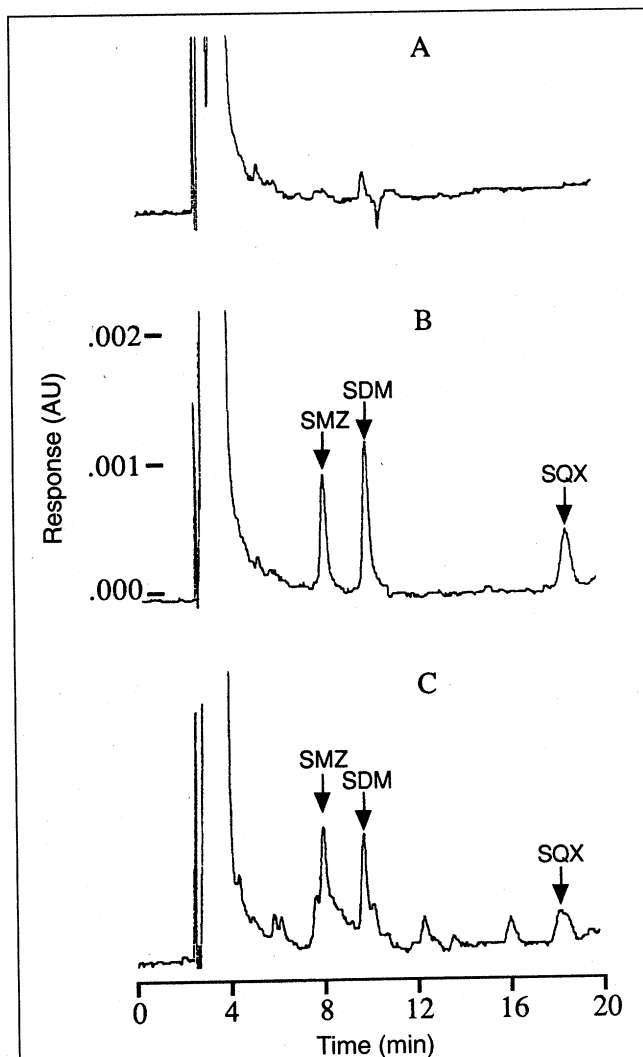 A
B
.002
SDM
SMZ
.001
SQX
Response (AU)
.000
C
SMZ
SDM
SQX
0 4 8 12 16 20
Time (min)